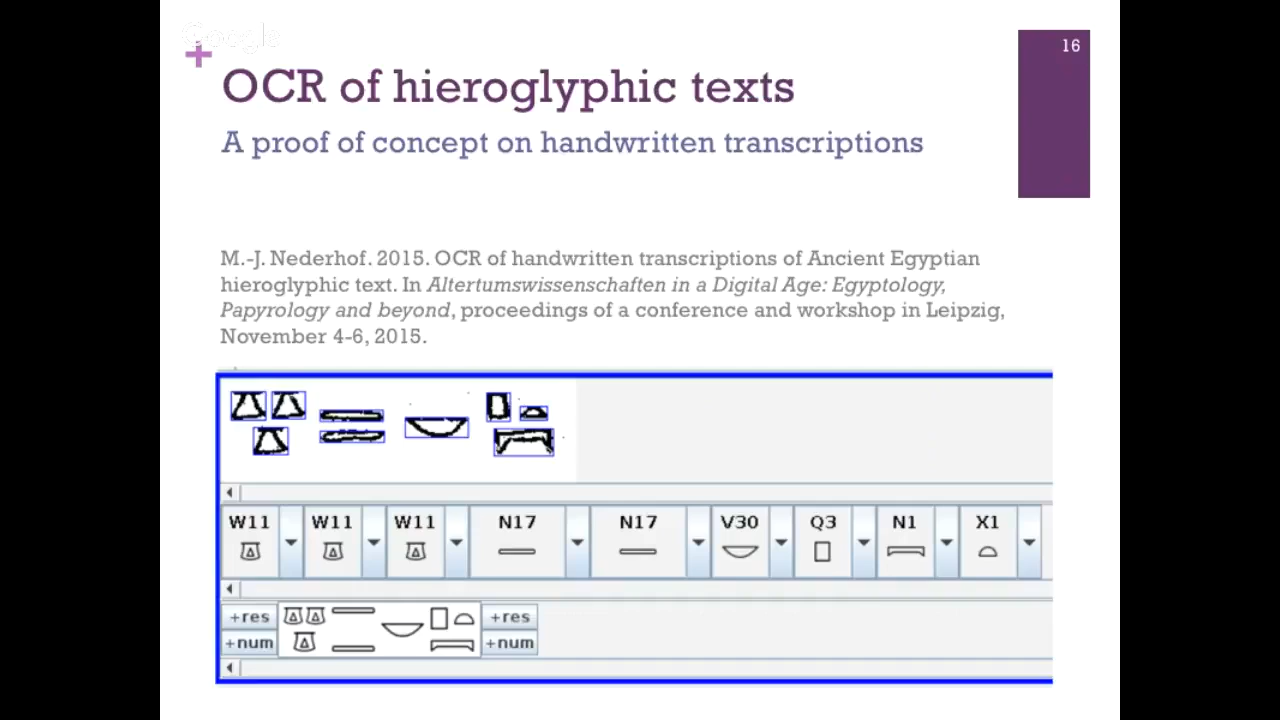 Google
16
OCR of hieroglyphic texts
A proof of concept on handwritten transcriptions
M.-J. Nederhof. 2015. OCR of handwritten transcriptions of Ancient Egyptian
hieroglyphic text. In Altertumswissenschaften in a Digital Age: Egyptology,
Papyrology and beyond, proceedings of a conference and workshop in Leipzig,
November 4-6, 2015.
W11 W11 W11 N17 N17 V30 Q3 N1 X1
+res +res
+num +num